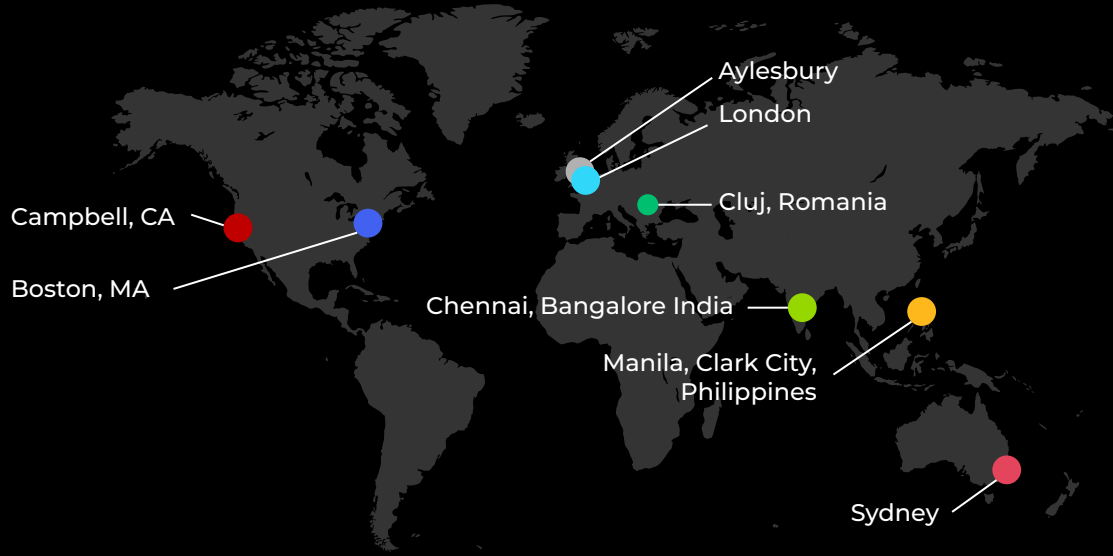 Aylesbury
London
Cluj, Romania
Campbell, CA
Boston, MA
Chennai, Bangalore India
Manila, Clark City,
Philippines
Sydney